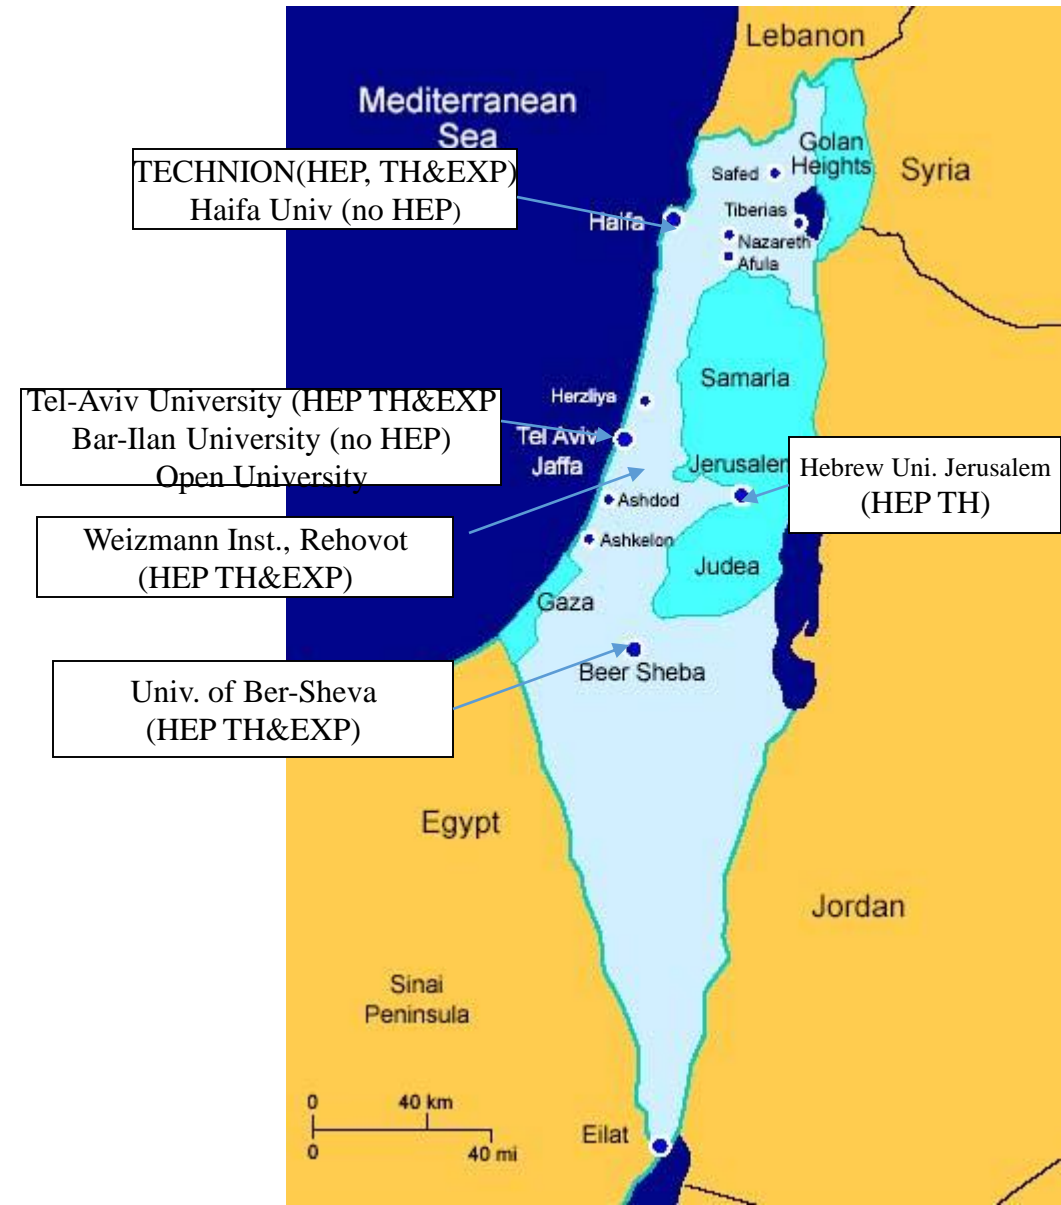 Lebanon
Mediterranean
Sea
Golan
Heights
Syria
Safed
TECHNION(HEP, TH&EXP)
Haifa Univ (no HEP)
Haifa
Tiberias
Nazareth
Afula
Samaria
Herzliya
Tel-Aviv University (HEP TH&EXP
Bar-Ilan University (no HEP)
Open University
Tel Aviv
Jaffa
Jerusalem
Hebrew Uni. Jerusalem
(HEP TH)
Ashdod
Weizmann Inst., Rehovot
(HEP TH&EXP)
Ashkelon
Judea
Gaza
Beer Sheba
Univ. of Ber-Sheva
(HEP TH&EXP)
Egypt
Jordan
Sinai
Peninsula
0 40 km
0 40 mi
Eilat